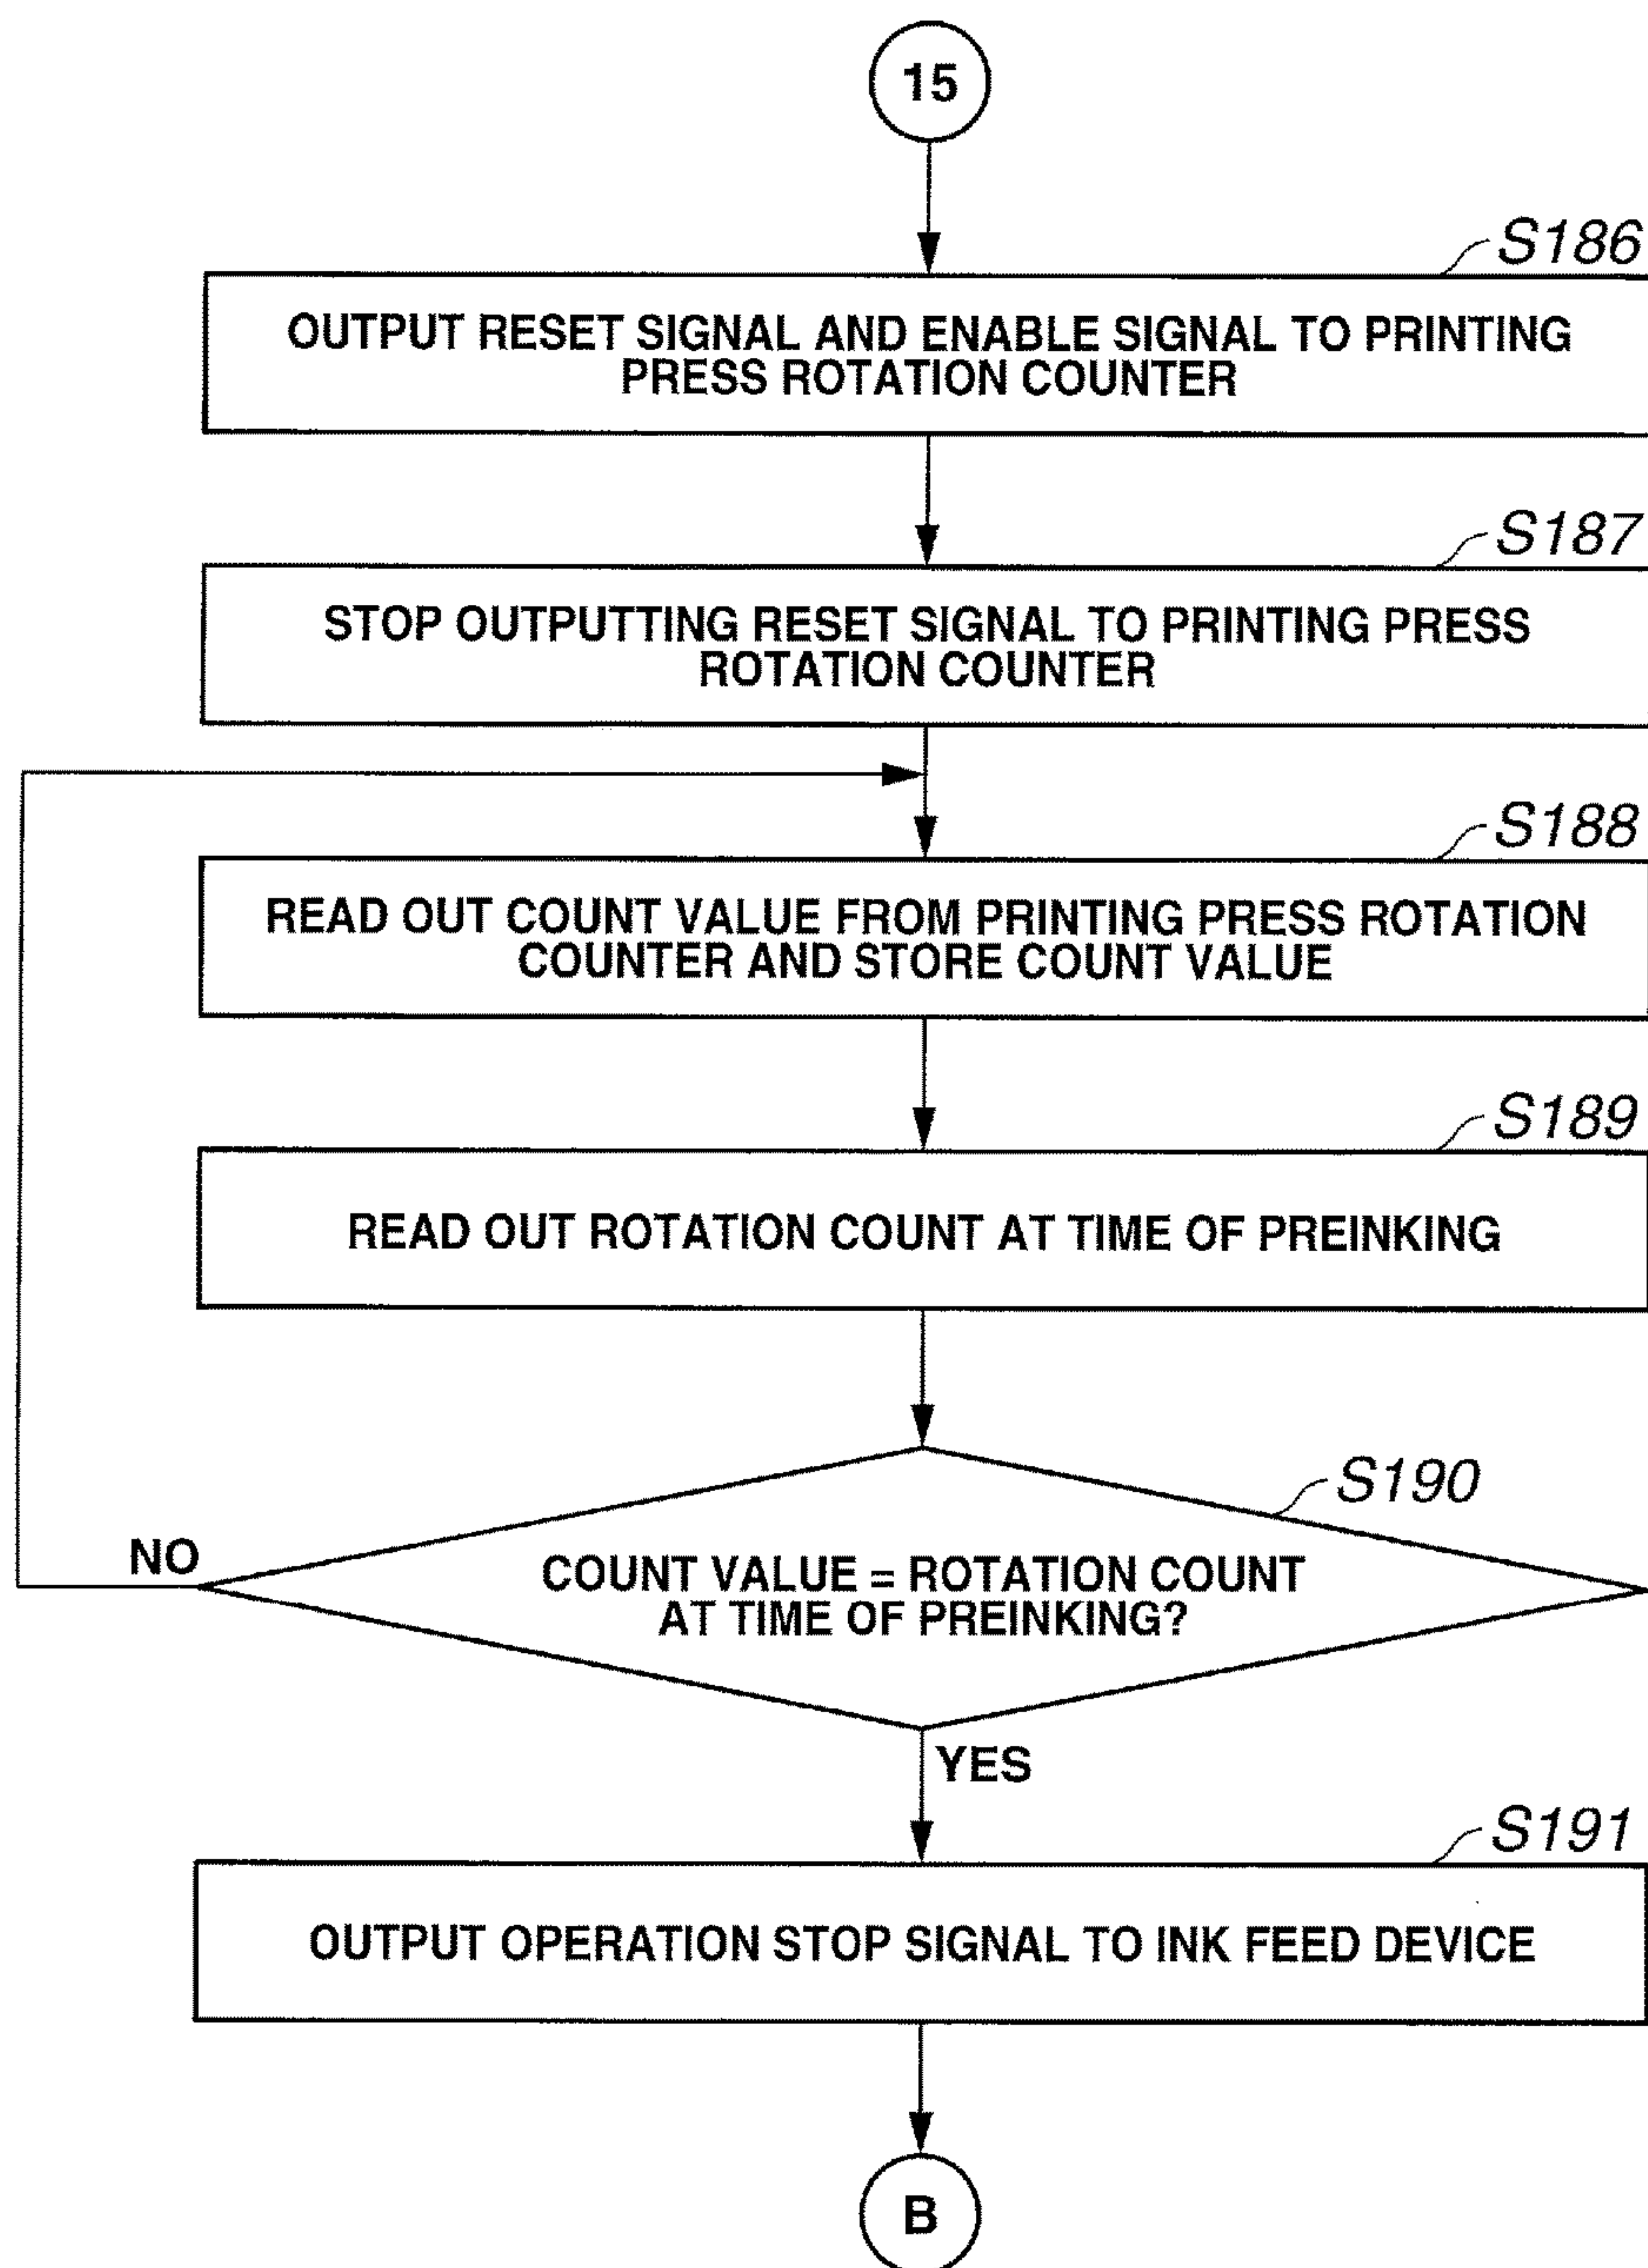 15
S186
OUTPUT RESET SIGNAL AND ENABLE SIGNAL TO PRINTING
PRESS ROTATION COUNTER
S187
STOP OUTPUTTING RESET SIGNAL TO PRINTING PRESS
ROTATION COUNTER
S188
READ OUT COUNT VALUE FROM PRINTING PRESS ROTATION
COUNTER AND STORE COUNT VALUE
S189
READ OUT ROTATION COUNT AT TIME OF PREINKING
S190
NO
COUNT VALUE = ROTATION COUNT
AT TIME OF PREINKING?
YES
S191
OUTPUT OPERATION STOP SIGNAL TO INK FEED DEVICE
B